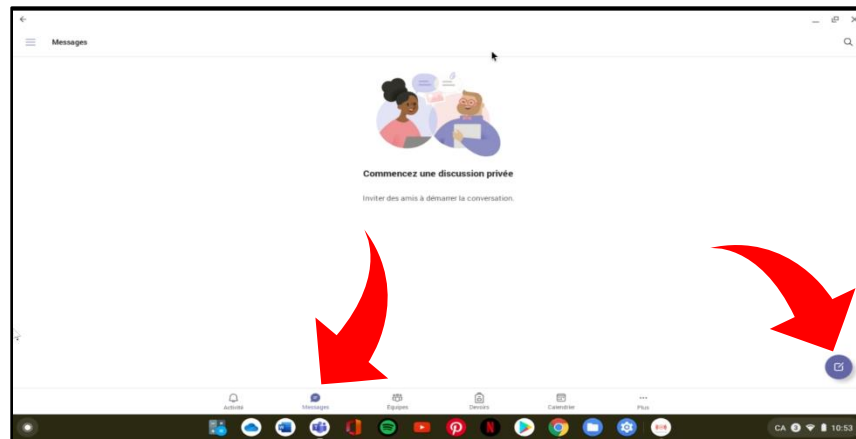 Messages
Commencez une discussion privée
Inviter des amis à démarrer la conversation.
Activité
Messages
Équipes
Devoirs
Calendrier
Plus
CA 3 10:53